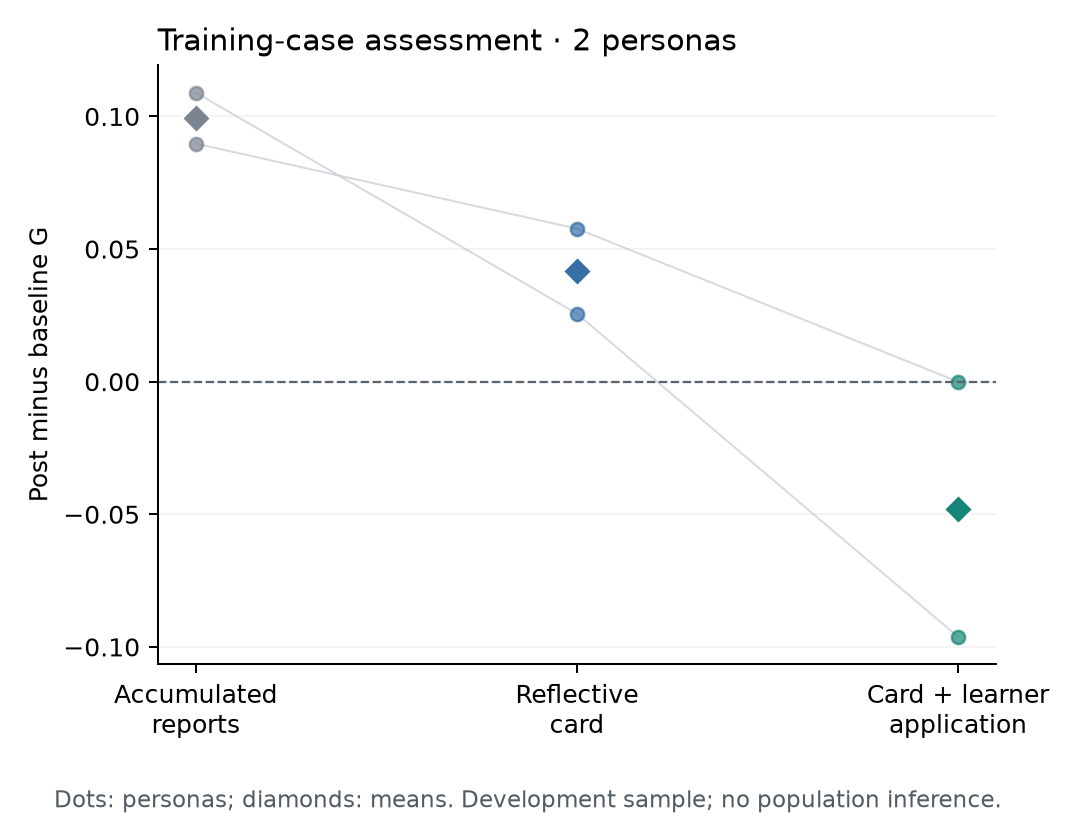 Training-case assessment · 2 personas
Post minus baseline G
0.10
0.05
0.00
−0.05
−0.10
Accumulated
reports
Reflective
card
Card + learner
application
Dots: personas; diamonds: means. Development sample; no population inference.